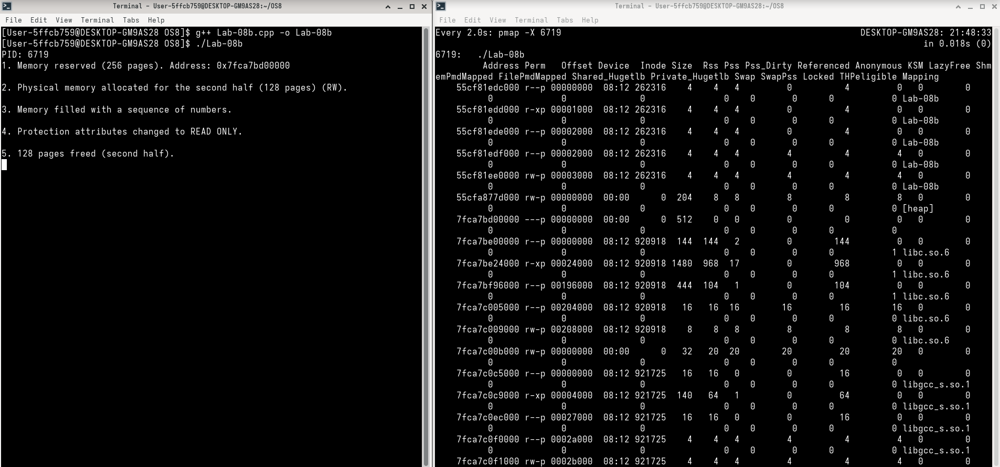 Terminal - User-5ffcb759@DESKTOP-GM9AS28:~/OS8
File Edit View Terminal Tabs Help
[User-5ffcb759@DESKTOP-GM9AS28 OS8]$ g++ Lab-08b.cpp -o Lab-08b
[User-5ffcb759@DESKTOP-GM9AS28 OS8]$ ./Lab-08b
PID: 6719
1. Memory reserved (256 pages). Address: 0x7fca7bd00000
2. Physical memory allocated for the second half (128 pages) (RW).
3. Memory filled with a sequence of numbers.
4. Protection attributes changed to READ ONLY.
5. 128 pages freed (second half).
Terminal - User-5ffcb759@DESKTOP-GM9AS28:~/OS8
File Edit View Terminal Tabs Help
Every 2.0s: pmap -X 6719 DESKTOP-GM9AS28: 21:48:33
in 0.018s (0)
6719: ./Lab-08b
Address Perm Offset Device Inode Size Rss Pss Pss_Dirty Referenced Anonymous KSM LazyFree Shm
emPmdMapped FilePmdMapped Shared_Hugetlb Private_Hugetlb Swap SwapPss Locked THPeligible Mapping
55cf81edc000 r--p 00000000 08:12 262316 4 4 4 0 4 0 0 0
0 0 0 0 0 0 0 0 Lab-08b
55cf81edd000 r-xp 00001000 08:12 262316 4 4 4 0 4 0 0 0
0 0 0 0 0 0 0 0 Lab-08b
55cf81ede000 r--p 00002000 08:12 262316 4 4 4 0 4 0 0 0
0 0 0 0 0 0 0 0 Lab-08b
55cf81edf000 r--p 00002000 08:12 262316 4 4 4 4 4 4 0 0
0 0 0 0 0 0 0 0 Lab-08b
55cf81ee0000 rw-p 00003000 08:12 262316 4 4 4 4 4 4 0 0
0 0 0 0 0 0 0 0 Lab-08b
55cfa877d000 rw-p 00000000 00:00 0 204 8 8 8 8 8 0 0
0 0 0 0 0 0 0 0 [heap]
7fca7bd00000 ---p 00000000 00:00 0 512 0 0 0 0 0 0 0
0 0 0 0 0 0 0 0
7fca7be00000 r--p 00000000 08:12 920918 144 144 2 0 144 0 0 0
0 0 0 0 0 0 0 1 libc.so.6
7fca7be24000 r-xp 00024000 08:12 920918 1480 968 17 0 968 0 0 0
0 0 0 0 0 0 0 1 libc.so.6
7fca7bf96000 r--p 00196000 08:12 920918 444 104 1 0 104 0 0 0
0 0 0 0 0 0 0 1 libc.so.6
7fca7c005000 r--p 00204000 08:12 920918 16 16 16 16 16 16 0 0
0 0 0 0 0 0 0 0 libc.so.6
7fca7c009000 rw-p 00208000 08:12 920918 8 8 8 8 8 8 0 0
0 0 0 0 0 0 0 0 libc.so.6
7fca7c00b000 rw-p 00000000 00:00 0 32 20 20 20 20 20 0 0
0 0 0 0 0 0 0 0
7fca7c0c5000 r--p 00000000 08:12 921725 16 16 0 0 16 0 0 0
0 0 0 0 0 0 0 0 libgcc_s.so.1
7fca7c0c9000 r-xp 00004000 08:12 921725 140 64 1 0 64 0 0 0
0 0 0 0 0 0 0 0 libgcc_s.so.1
7fca7c0ec000 r--p 00027000 08:12 921725 16 16 0 0 16 0 0 0
0 0 0 0 0 0 0 0 libgcc_s.so.1
7fca7c0f0000 r--p 0002a000 08:12 921725 4 4 4 4 4 4 0 0
0 0 0 0 0 0 0 0 libgcc_s.so.1
7fca7c0f1000 rw-p 0002b000 08:12 921725 4 4 4 4 4 4 0 0